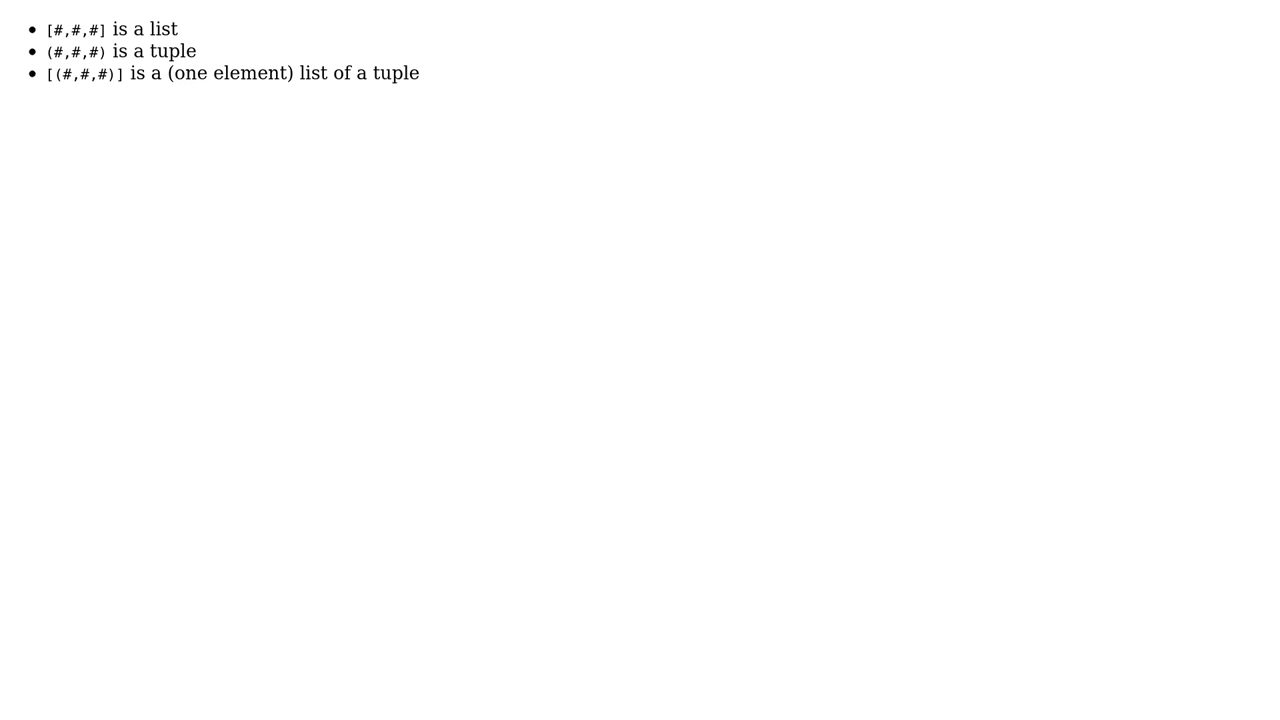 • [#,#,#] is a list
• (#,#,#) is a tuple
• [(#,#,#)] is a (one element) list of a tuple